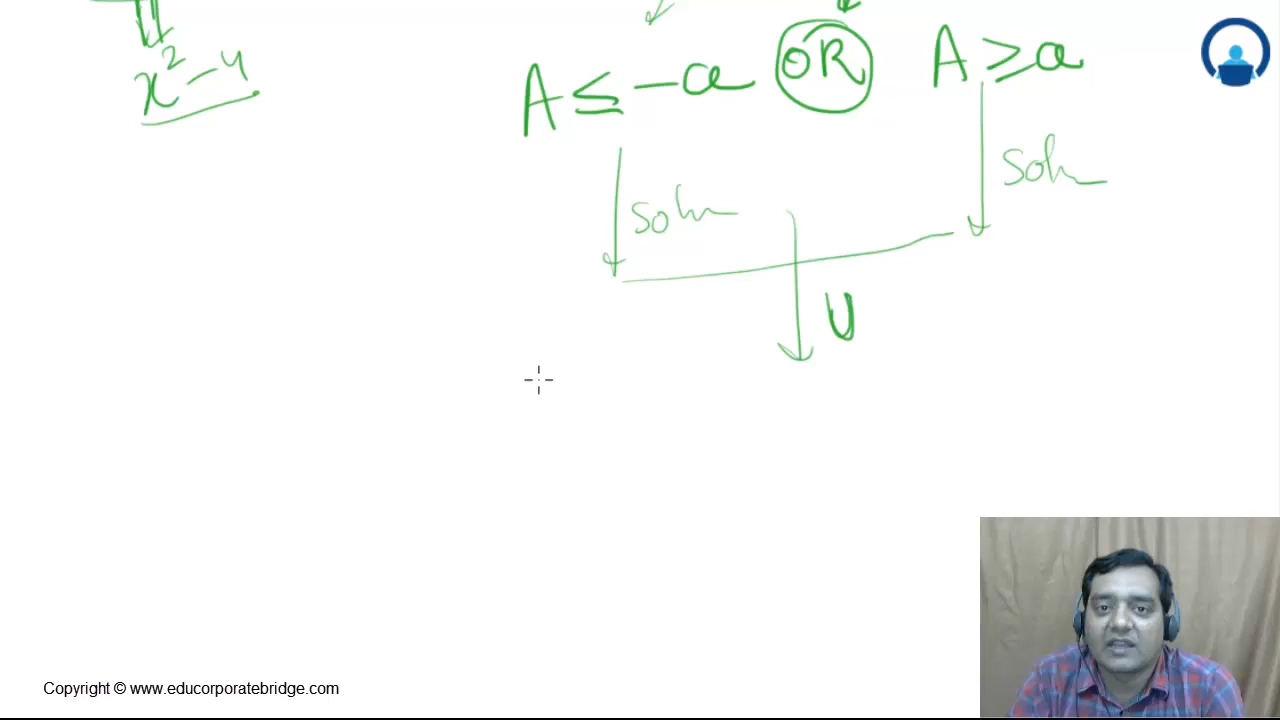 x² - 4
A ≤ -a OR A ≥ a
Soln Soln
U
Copyright © www.educorporatebridge.com